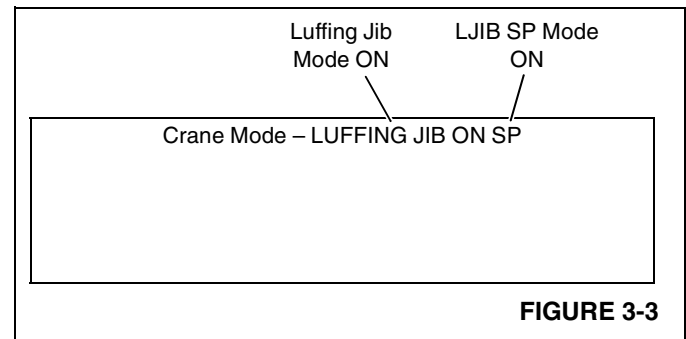 Luffing Jib
Mode ON
LJIB SP Mode
ON
Crane Mode – LUFFING JIB ON SP
FIGURE 3-3